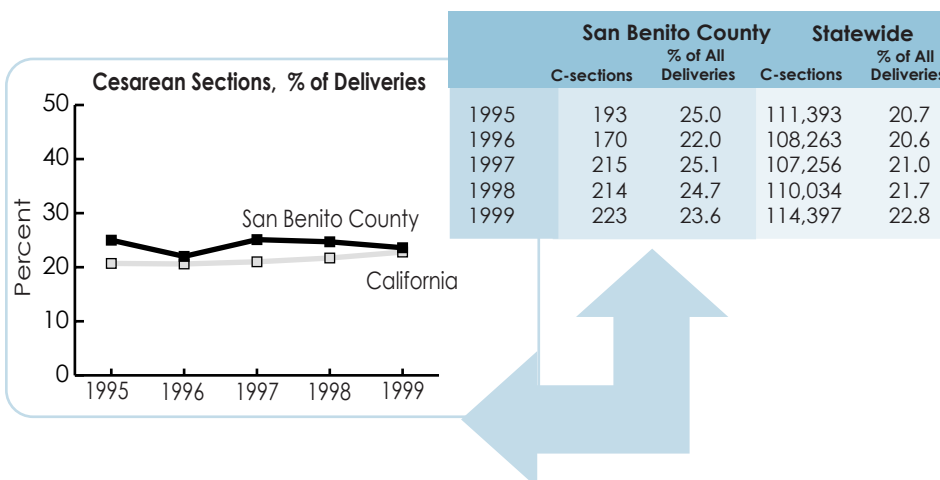 Cesarean Sections, % of Deliveries
50
40
30
20
10
0
Percent
San Benito County
California
1995 1996 1997 1998 1999
San Benito County Statewide
% of All % of All
C-sections Deliveries C-sections Deliveries
1995 193 25.0 111,393 20.7
1996 170 22.0 108,263 20.6
1997 215 25.1 107,256 21.0
1998 214 24.7 110,034 21.7
1999 223 23.6 114,397 22.8